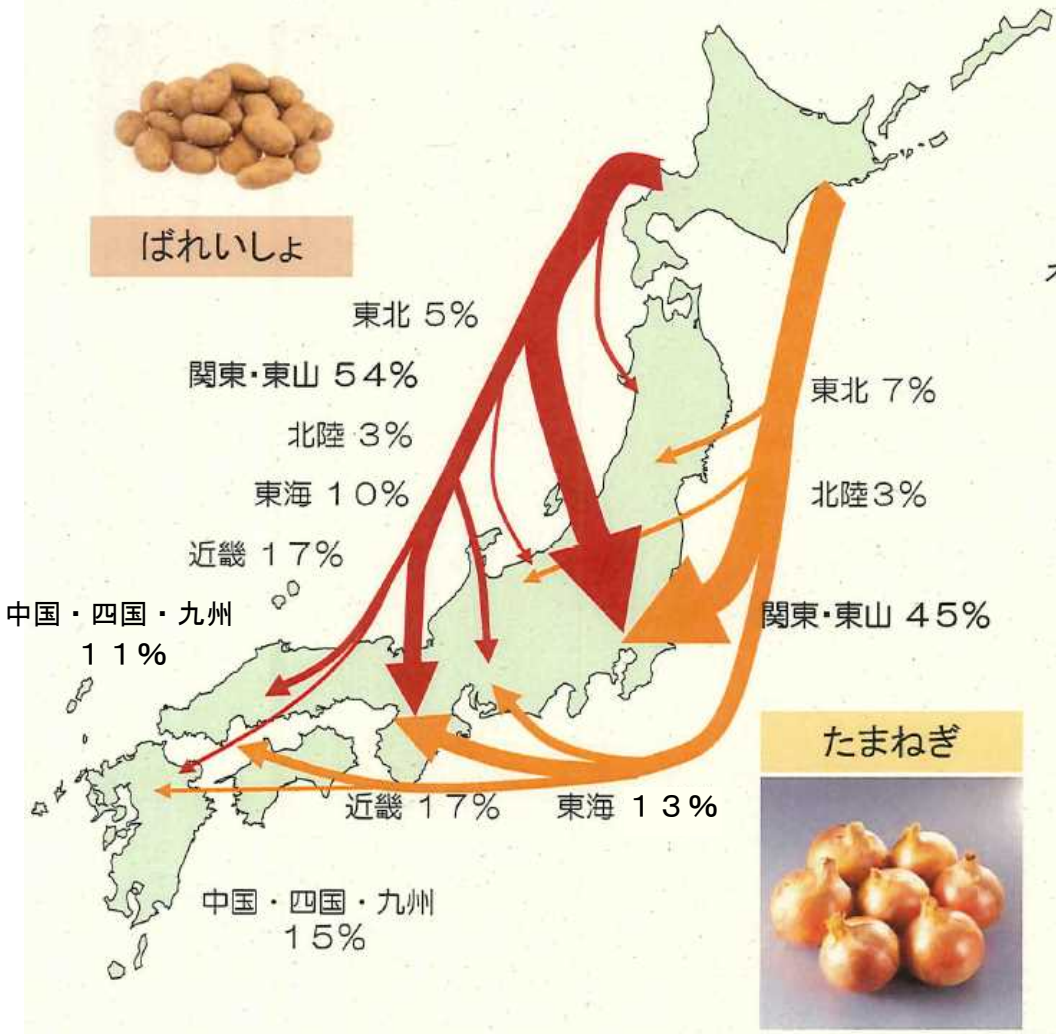 ばれいしょ
東北 5%
関東・東山 54%
北陸 3%
東海 10%
近畿 17%
中国・四国・九州
11%
東北 7%
北陸3%
関東・東山 45%
たまねぎ
近畿 17%
東海 13%
中国・四国・九州
15%